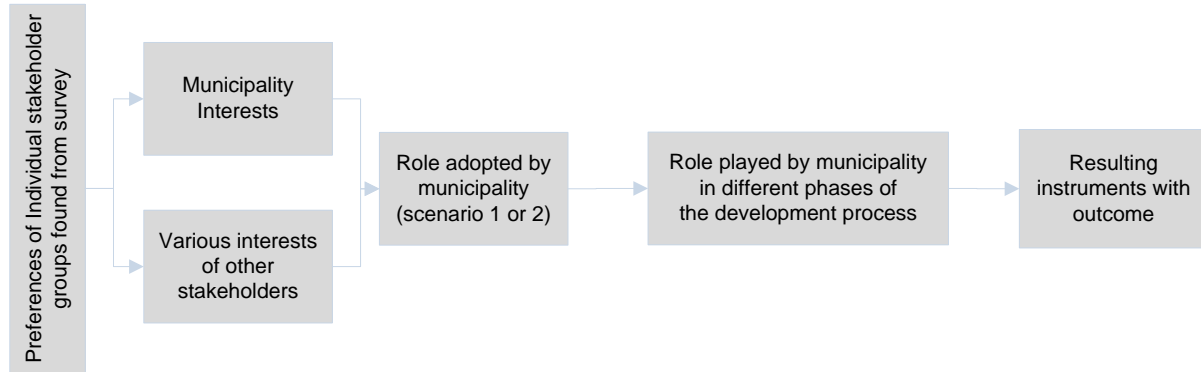 Preferences of Individual stakeholder
groups found from survey
Municipality
Interests
Various interests
of other
stakeholders
Role adopted by
municipality
(scenario 1 or 2)
Role played by municipality
in different phases of
the development process
Resulting
instruments with
outcome